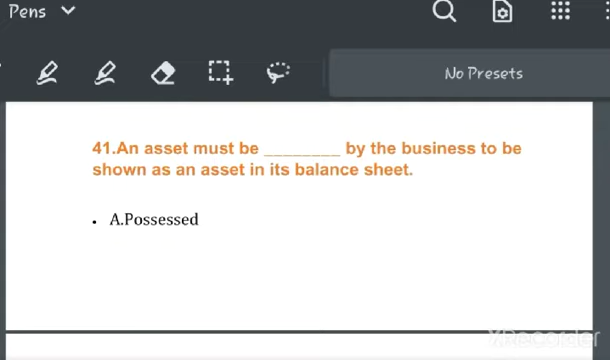 Pens
No Presets
41.An asset must be ________ by the business to be
shown as an asset in its balance sheet.
• A.Possessed
XRecorder